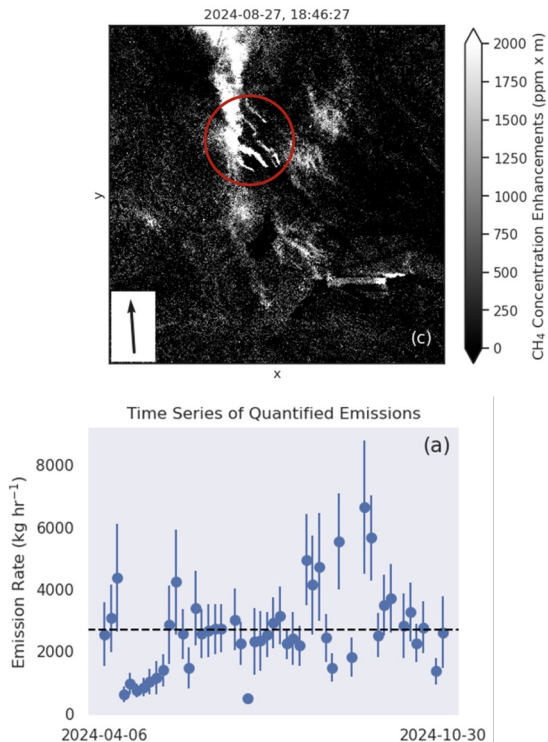 2024-08-27, 18:46:27
y
x
(c)
2000
1750
1500
1250
1000
750
500
250
0
CH₄ Concentration Enhancements (ppm x m)
Time Series of Quantified Emissions
(a)
Emission Rate (kg hr⁻¹)
8000
6000
4000
2000
0
2024-04-06
2024-10-30